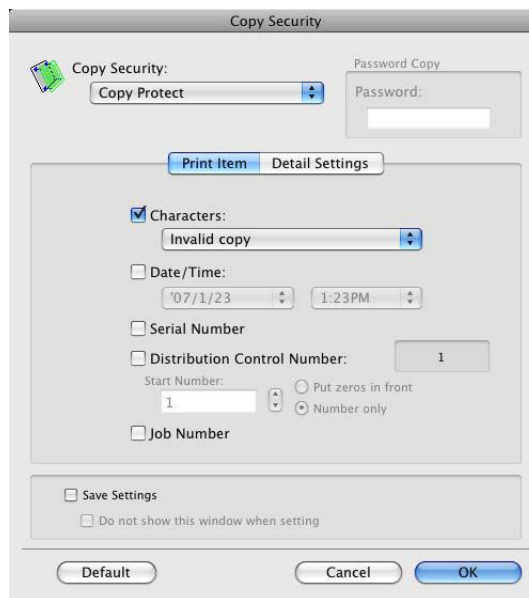 Copy Security
Copy Security:
Copy Protect
Password Copy
Password:
Print Item
Detail Settings
Characters:
Invalid copy
Date/Time:
'07/1/23
1:23PM
Serial Number
Distribution Control Number:
1
Start Number:
1
Put zeros in front
Number only
Job Number
Save Settings
Do not show this window when setting
Default
Cancel
OK